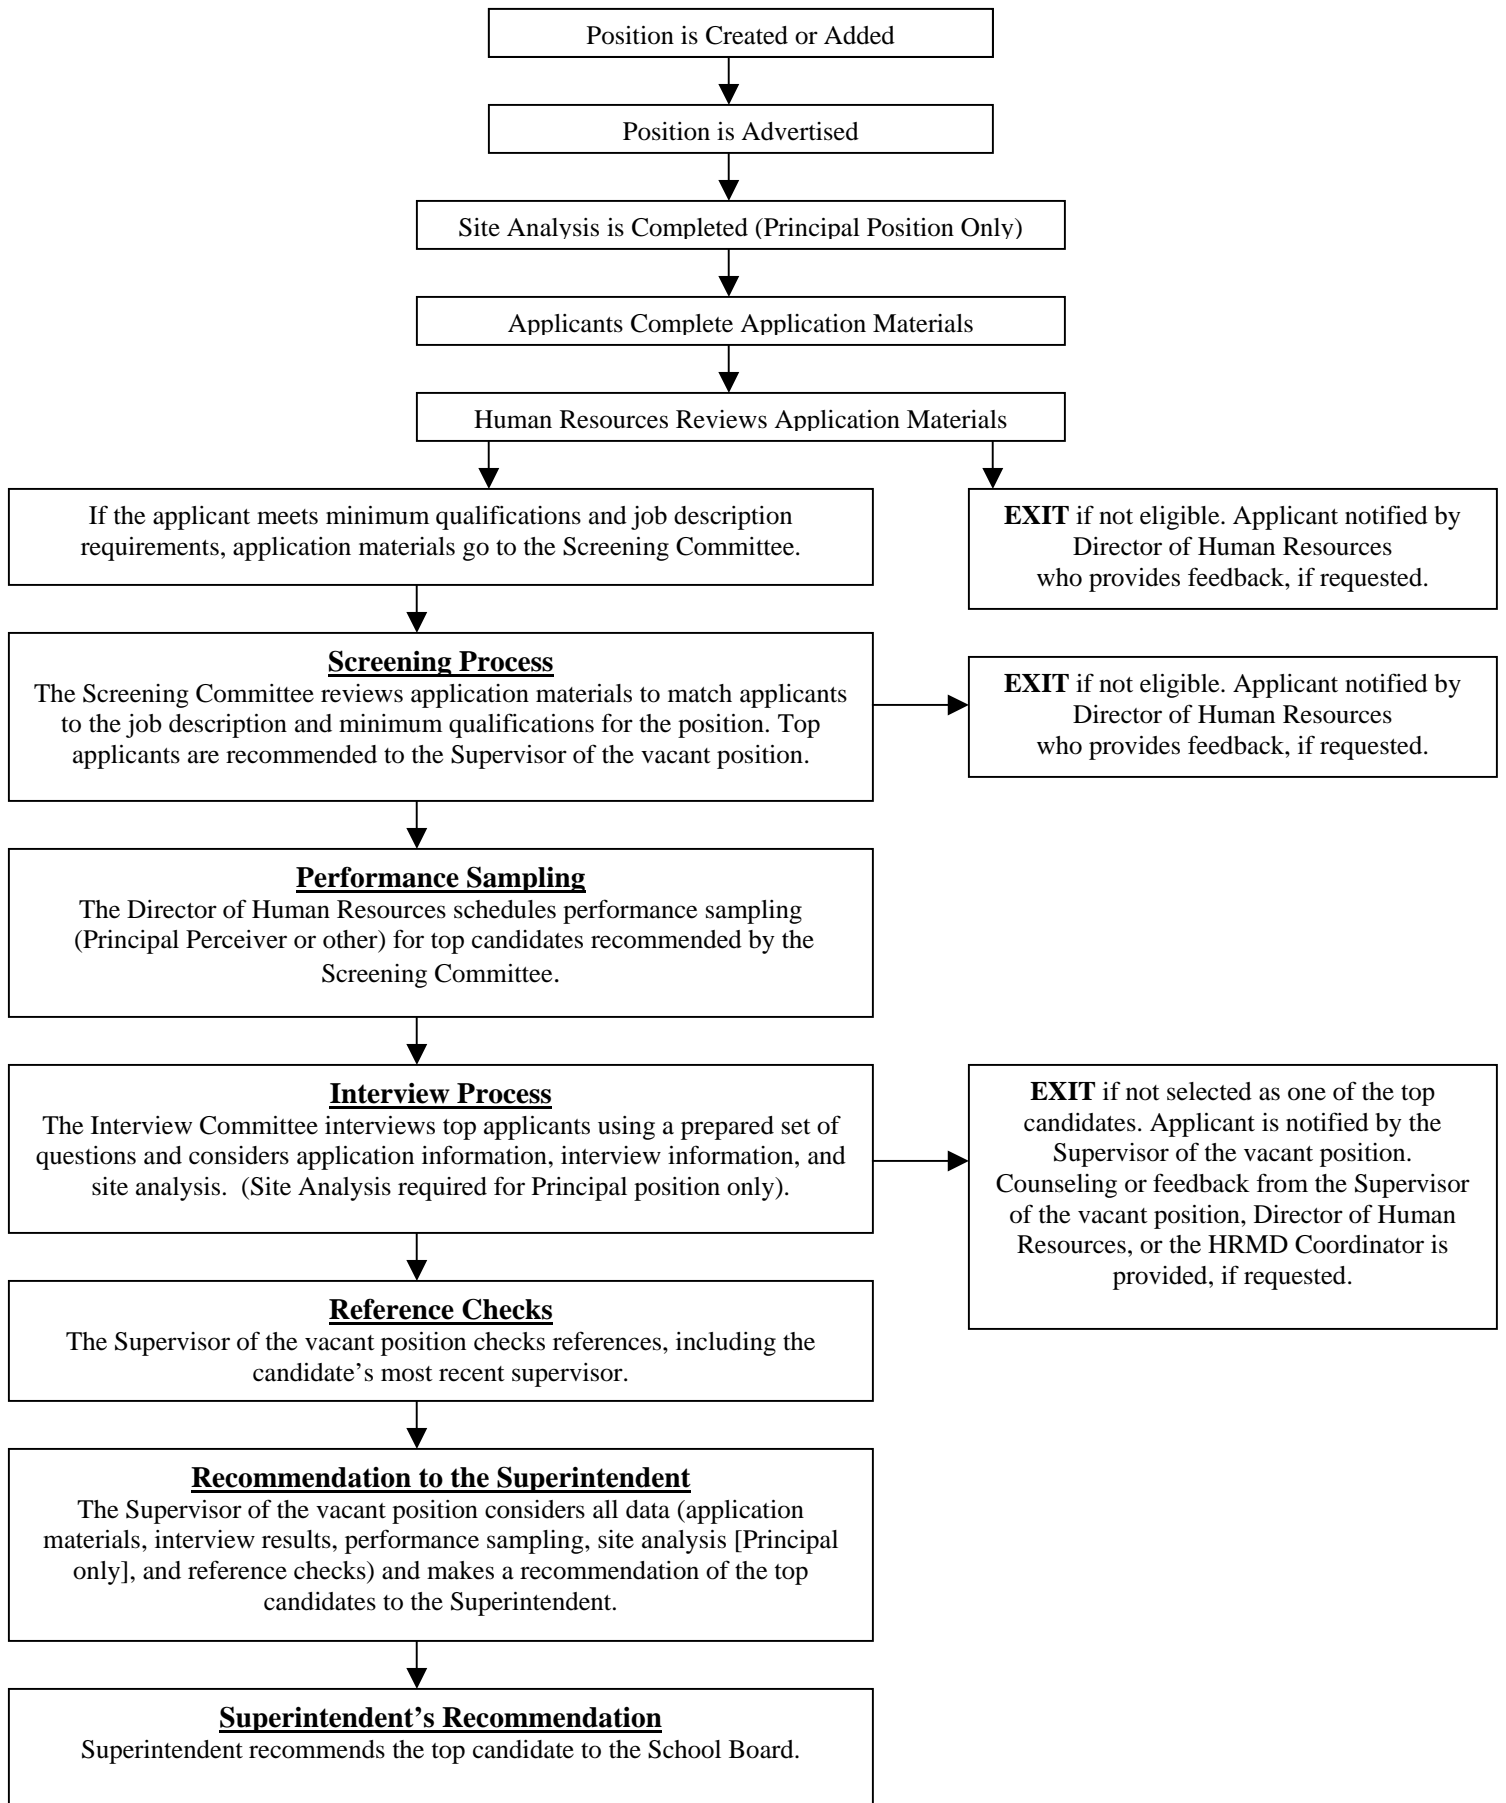 Position is Created or Added
Position is Advertised
Site Analysis is Completed (Principal Position Only)
Applicants Complete Application Materials
Human Resources Reviews Application Materials
If the applicant meets minimum qualifications and job description
requirements, application materials go to the Screening Committee.
EXIT if not eligible. Applicant notified by
Director of Human Resources
who provides feedback, if requested.
Screening Process
The Screening Committee reviews application materials to match applicants
to the job description and minimum qualifications for the position. Top
applicants are recommended to the Supervisor of the vacant position.
EXIT if not eligible. Applicant notified by
Director of Human Resources
who provides feedback, if requested.
Performance Sampling
The Director of Human Resources schedules performance sampling
(Principal Perceiver or other) for top candidates recommended by the
Screening Committee.
Interview Process
The Interview Committee interviews top applicants using a prepared set of
questions and considers application information, interview information, and
site analysis. (Site Analysis required for Principal position only).
EXIT if not selected as one of the top
candidates. Applicant is notified by the
Supervisor of the vacant position.
Counseling or feedback from the Supervisor
of the vacant position, Director of Human
Resources, or the HRMD Coordinator is
provided, if requested.
Reference Checks
The Supervisor of the vacant position checks references, including the
candidate’s most recent supervisor.
Recommendation to the Superintendent
The Supervisor of the vacant position considers all data (application
materials, interview results, performance sampling, site analysis [Principal
only], and reference checks) and makes a recommendation of the top
candidates to the Superintendent.
Superintendent’s Recommendation
Superintendent recommends the top candidate to the School Board.